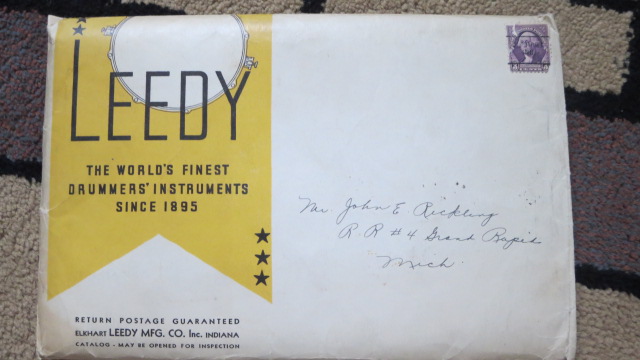 LEEDY
THE WORLD'S FINEST
DRUMMERS' INSTRUMENTS
SINCE 1895
Mr. John E Rickling
R.R #4 Grand Rapids
Mich.
RETURN POSTAGE GUARANTEED
ELKHART LEEDY MFG. CO. Inc. INDIANA
CATALOG - MAY BE OPENED FOR INSPECTION